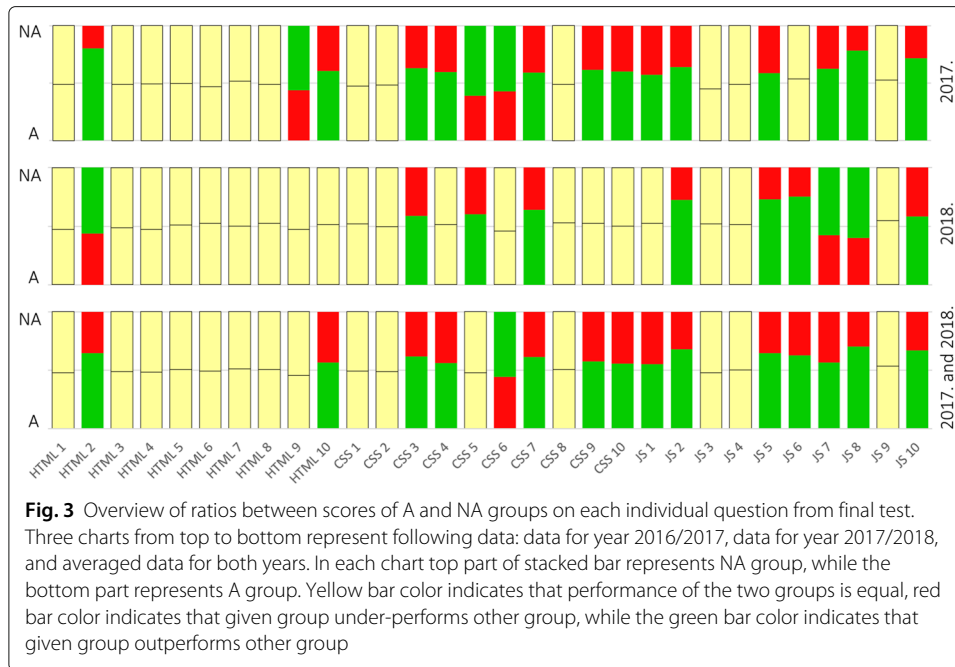 NA
A
2017.
NA
A
2018.
NA
A
2017. and 2018.
HTML 1
HTML 2
HTML 3
HTML 4
HTML 5
HTML 6
HTML 7
HTML 8
HTML 9
HTML 10
CSS 1
CSS 2
CSS 3
CSS 4
CSS 5
CSS 6
CSS 7
CSS 8
CSS 9
CSS 10
JS 1
JS 2
JS 3
JS 4
JS 5
JS 6
JS 7
JS 8
JS 9
JS 10
Fig. 3 Overview of ratios between scores of A and NA groups on each individual question from final test.
Three charts from top to bottom represent following data: data for year 2016/2017, data for year 2017/2018,
and averaged data for both years. In each chart top part of stacked bar represents NA group, while the
bottom part represents A group. Yellow bar color indicates that performance of the two groups is equal, red
bar color indicates that given group under-performs other group, while the green bar color indicates that
given group outperforms other group